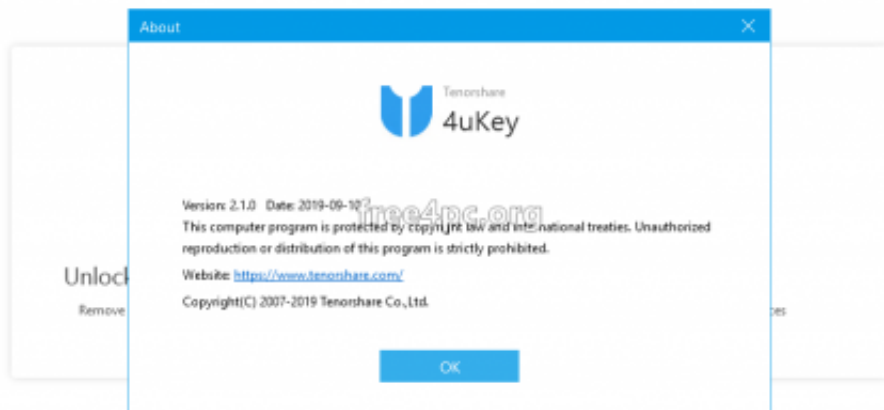 About
Tenorshare
4uKey
Version: 2.1.0 Date: 2019-09-10
free4pc.org
This computer program is protected by copyright law and international treaties. Unauthorized
reproduction or distribution of this program is strictly prohibited.
Unlock
Website: https://www.tenorshare.com/
Copyright(C) 2007-2019 Tenorshare Co.,Ltd.
Remove
OK